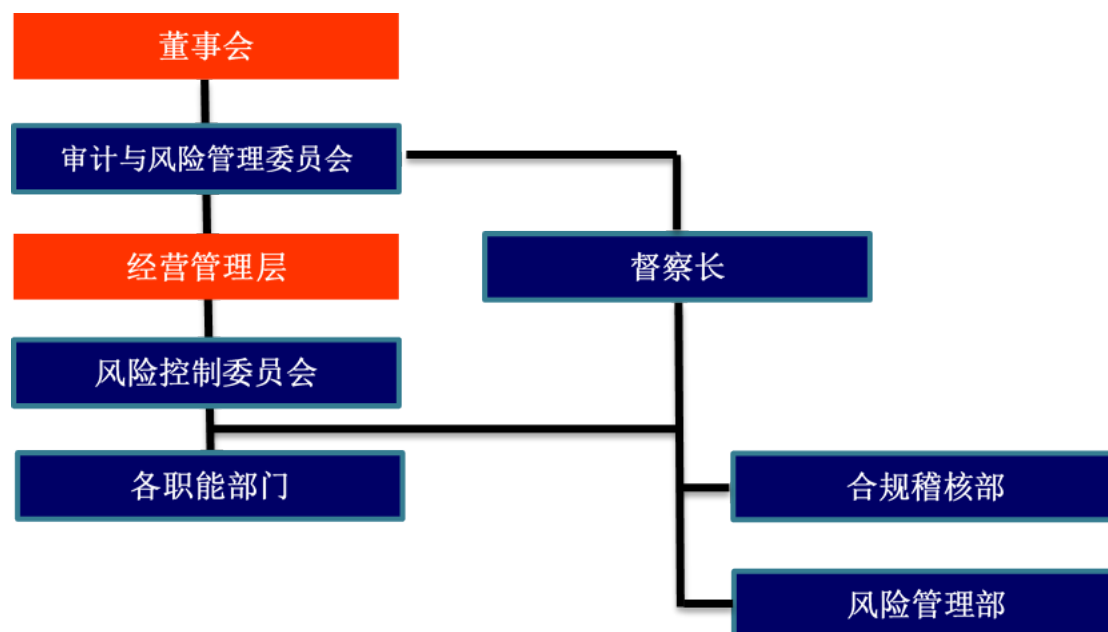 董事会
审计与风险管理委员会
经营管理层
督察长
风险控制委员会
各职能部门
合规稽核部
风险管理部